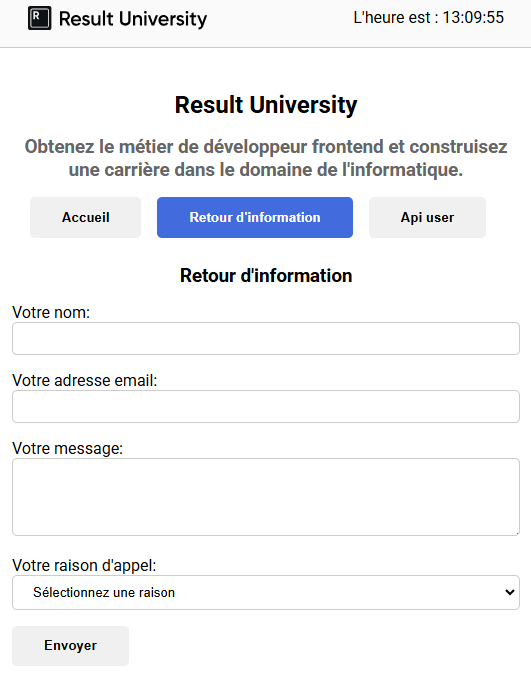 R Result University
L'heure est : 13:09:55
Result University
Obtenez le métier de développeur frontend et construisez
une carrière dans le domaine de l'informatique.
Accueil
Retour d'information
Api user
Retour d'information
Votre nom:
Votre adresse email:
Votre message:
Votre raison d'appel:
Sélectionnez une raison
Envoyer